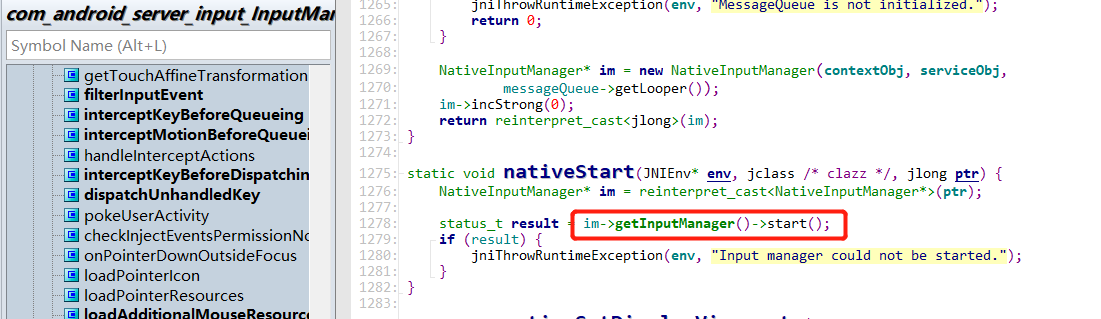 com_android_server_input_InputMan
Symbol Name (Alt+L)
getTouchAffineTransformation
filterInputEvent
interceptKeyBeforeQueueing
interceptMotionBeforeQueuei
handleInterceptActions
interceptKeyBeforeDispatchin
dispatchUnhandledKey
pokeUserActivity
checkInjectEventsPermissionNo
onPointerDownOutsideFocus
loadPointerIcon
loadPointerResources
loadAdditionalMouseResource
1265: jniThrowRuntimeException(env, "MessageQueue is not initialized.");
1266: return 0;
1267: }
1268:
1269: NativeInputManager* im = new NativeInputManager(contextObj, serviceObj,
1270: messageQueue->getLooper());
1271: im->incStrong(0);
1272: return reinterpret_cast<jlong>(im);
1273: }
1274:
1275: static void nativeStart(JNIEnv* env, jclass /* clazz */, jlong ptr) {
1276: NativeInputManager* im = reinterpret_cast<NativeInputManager*>(ptr);
1277:
1278: status_t result = im->getInputManager()->start();
1279: if (result) {
1280: jniThrowRuntimeException(env, "Input manager could not be started.");
1281: }
1282: }
1283: